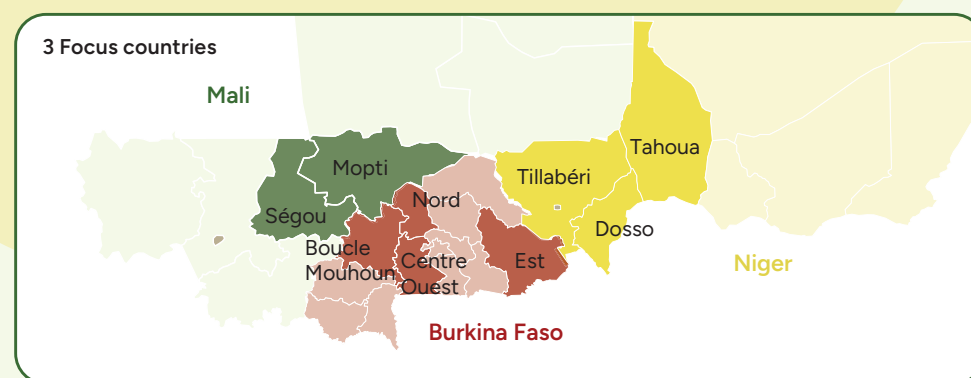 3 Focus countries
Mali
Tahoua
Mopti
Tillabéri
Nord
Ségou
Dosso
Boucle
Mouhoun
Centre
Ouest
Est
Niger
Burkina Faso